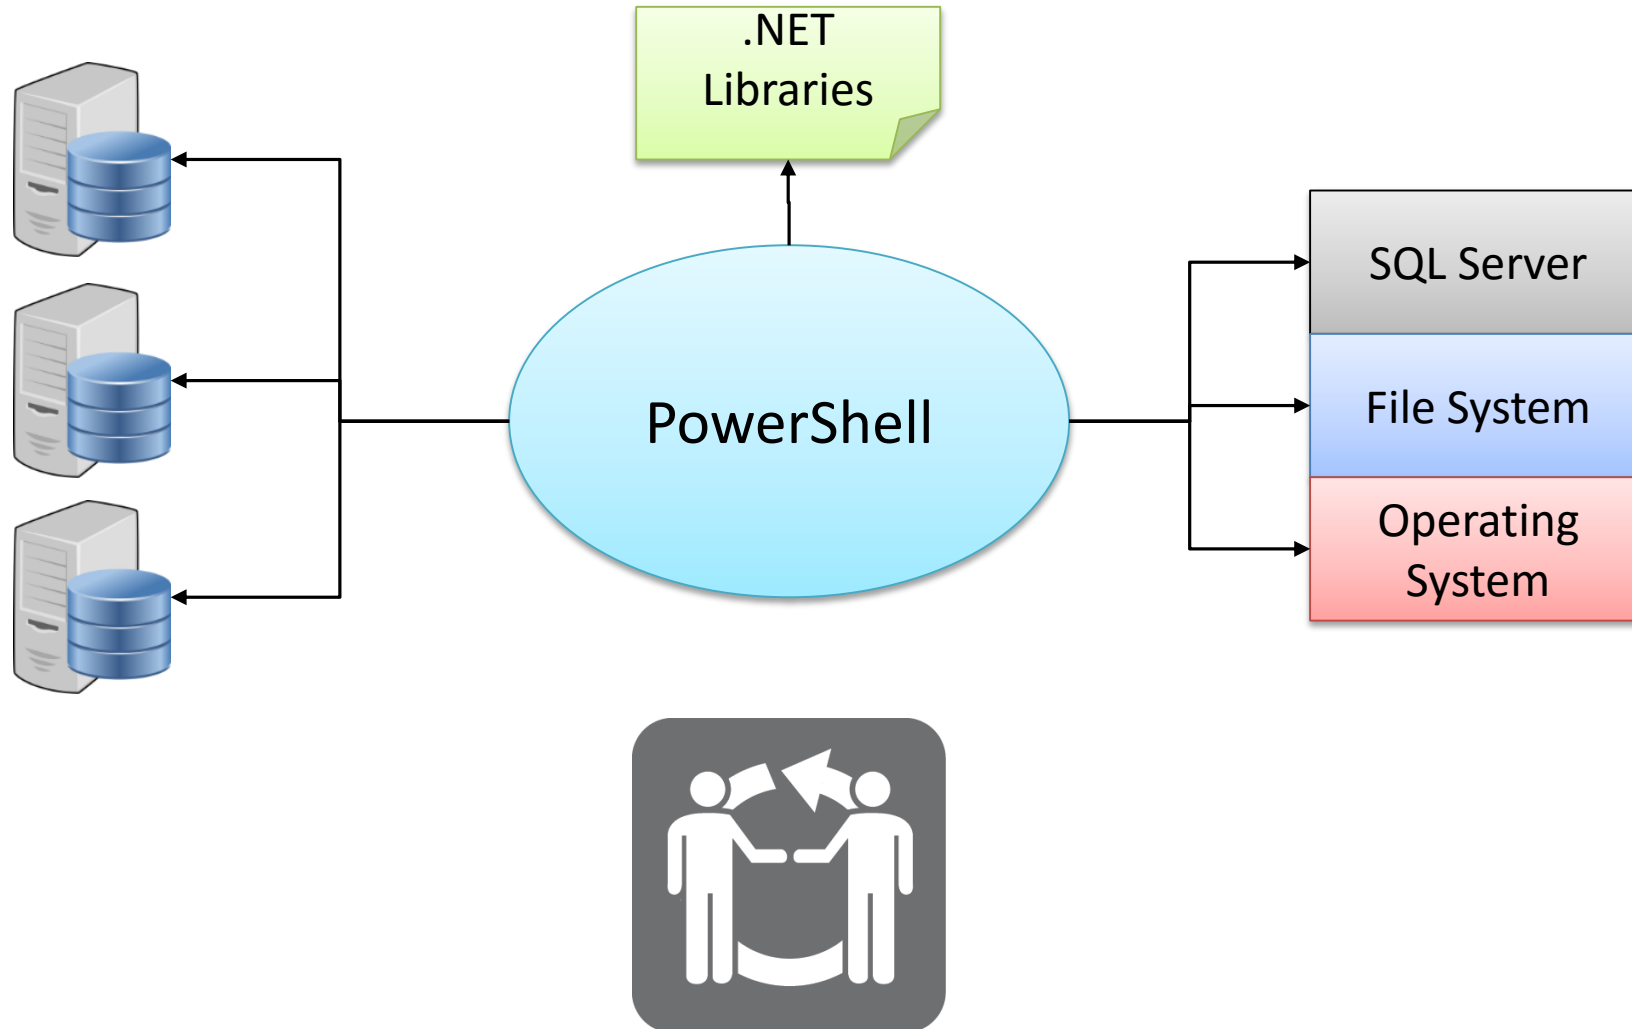 .NET
Libraries
SQL Server
PowerShell
File System
Operating
System